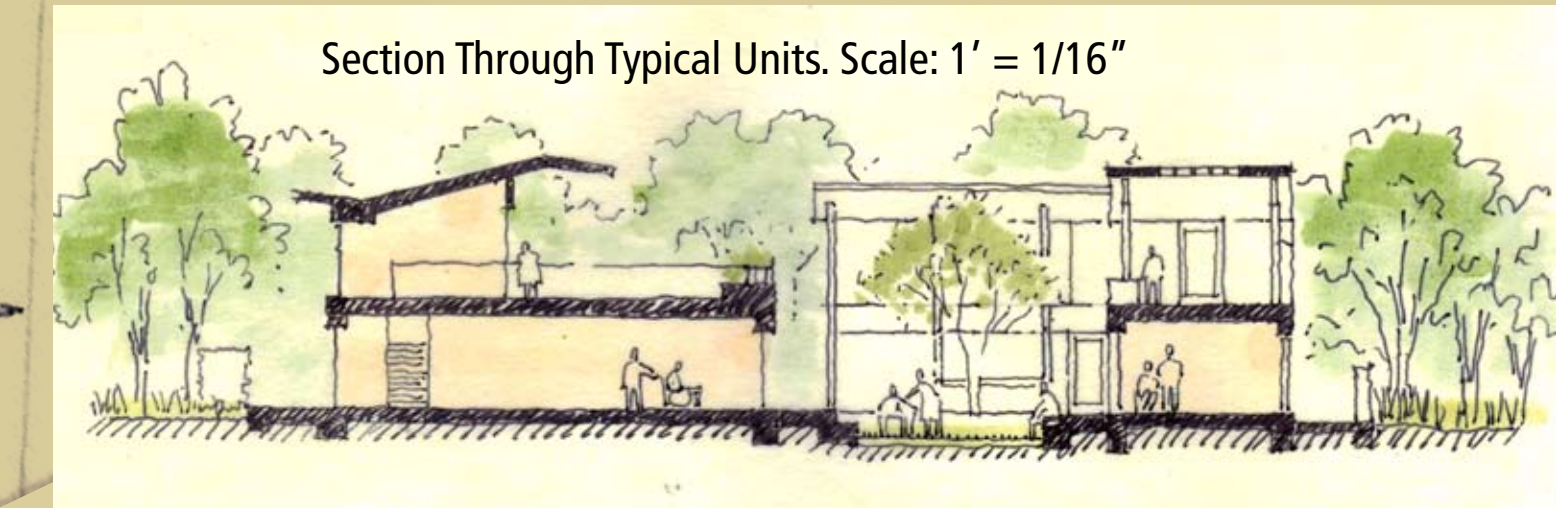 Section Through Typical Units. Scale: 1′ = 1/16″